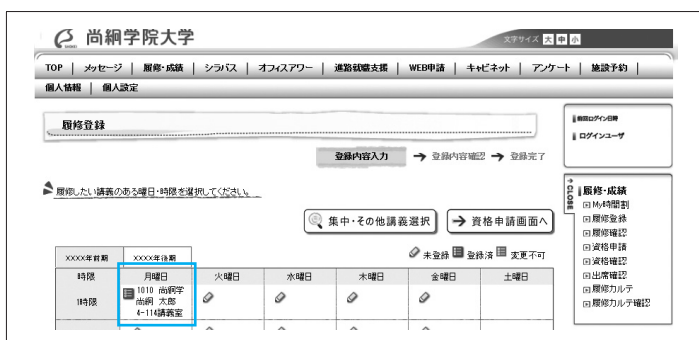 尚絅学院大学
文字サイズ 大 中 小
TOP | メッセージ | 履修・成績 | シラバス | オフィスアワー | 進路就職支援 | WEB申請 | キャビネット | アンケート | 施設予約 |
個人情報 | 個人設定
履修登録
前回ログイン日時
ログインユーザ
登録内容入力 → 登録内容確認 → 登録完了
履修したい講義のある曜日・時限を選択してください。
集中・その他講義選択
資格申請画面へ
CLOSE
履修・成績
My時間割
履修登録
履修確認
資格申請
資格確認
出席確認
履修カルテ
履修カルテ確認
XXXX年前期 XXXX年後期
未登録 登録済 変更不可
時限 月曜日 火曜日 水曜日 木曜日 金曜日 土曜日
1時限
1010 尚絅学
尚絅 太郎
4-114講義室